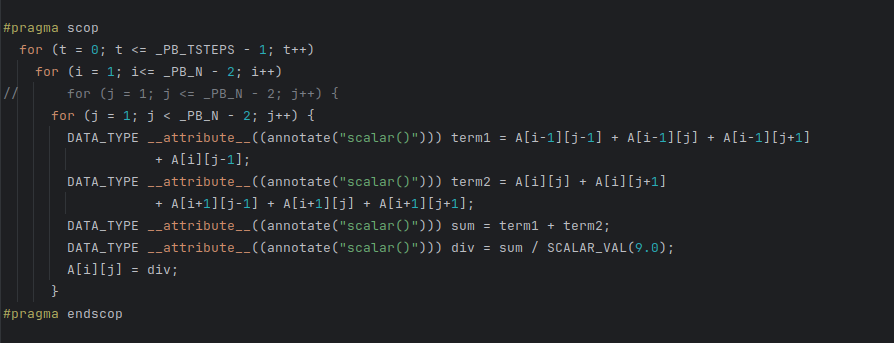 #pragma scop
  for (t = 0; t <= _PB_TSTEPS - 1; t++)
    for (i = 1; i<= _PB_N - 2; i++)
//      for (j = 1; j <= _PB_N - 2; j++) {
      for (j = 1; j < _PB_N - 2; j++) {
        DATA_TYPE __attribute__((annotate("scalar()"))) term1 = A[i-1][j-1] + A[i-1][j] + A[i-1][j+1]
                   + A[i][j-1];
        DATA_TYPE __attribute__((annotate("scalar()"))) term2 = A[i][j] + A[i][j+1]
                   + A[i+1][j-1] + A[i+1][j] + A[i+1][j+1];
        DATA_TYPE __attribute__((annotate("scalar()"))) sum = term1 + term2;
        DATA_TYPE __attribute__((annotate("scalar()"))) div = sum / SCALAR_VAL(9.0);
        A[i][j] = div;
      }
#pragma endscop